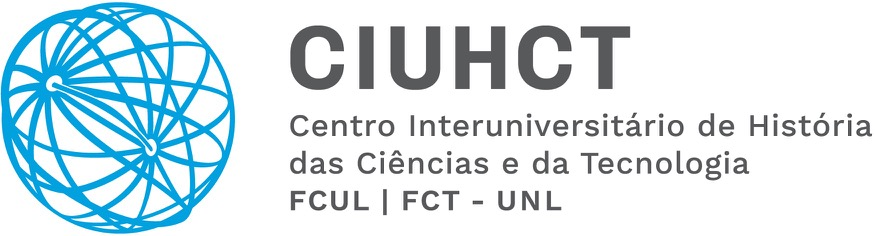 CIUHCT
Centro Interuniversitário de História
das Ciências e da Tecnologia
FCUL | FCT - UNL